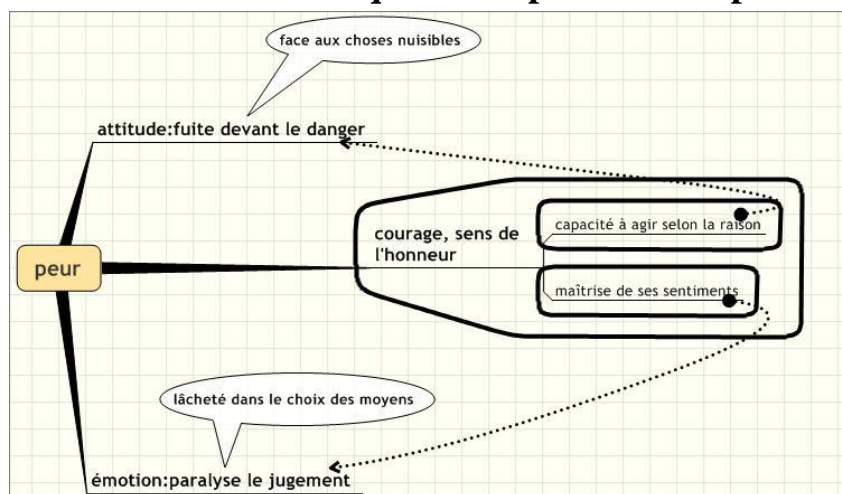 face aux choses nuisibles
attitude:fuite devant le danger
courage, sens de
l'honneur
capacité à agir selon la raison
peur
maîtrise de ses sentiments
lâcheté dans le choix des moyens
émotion:paralyse le jugement